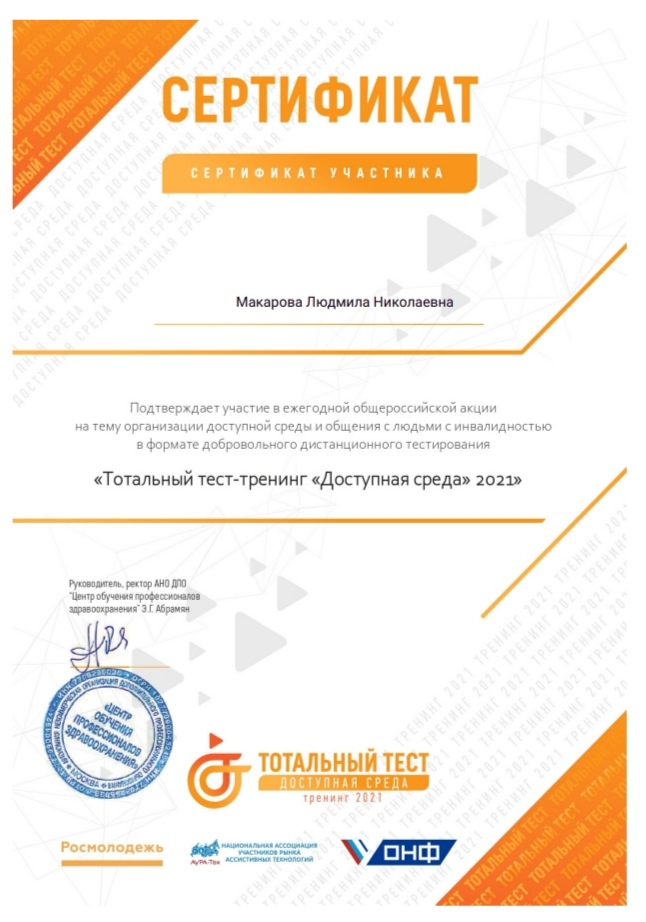 СЕРТИФИКАТ
СЕРТИФИКАТ УЧАСТНИКА
Макарова Людмила Николаевна
Подтверждает участие в ежегодной общероссийской акции
на тему организации доступной среды и общения с людьми с инвалидностью
в формате добровольного дистанционного тестирования
«Тотальный тест-тренинг «Доступная среда» 2021»
Руководитель, ректор АНО ДПО
"Центр обучения профессионалов
здравоохранения" Э.Г. Абрамян
«ЦЕНТР
ОБУЧЕНИЯ
ПРОФЕССИОНАЛОВ
ЗДРАВООХРАНЕНИЯ»
ТОТАЛЬНЫЙ ТЕСТ
ДОСТУПНАЯ СРЕДА
тренинг 2021
Росмолодежь
АУРА-Тех
НАЦИОНАЛЬНАЯ АССОЦИАЦИЯ
УЧАСТНИКОВ РЫНКА
АССИСТИВНЫХ ТЕХНОЛОГИЙ
ОНФ